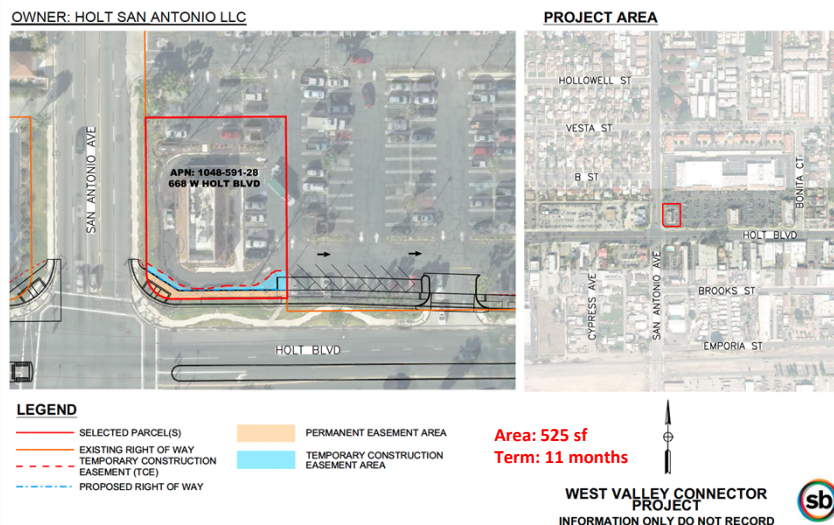 OWNER: HOLT SAN ANTONIO LLC
PROJECT AREA
SAN ANTONIO AVE
APN: 1048-591-28
668 W HOLT BLVD
HOLT BLVD
HOLLOWELL ST
VESTA ST
B ST
BONITA CT
HOLT BLVD
CYPRESS AVE
SAN ANTONIO AVE
BROOKS ST
EMPORIA ST
LEGEND
SELECTED PARCEL(S)
EXISTING RIGHT OF WAY
TEMPORARY CONSTRUCTION
EASEMENT (TCE)
PROPOSED RIGHT OF WAY
PERMANENT EASEMENT AREA
TEMPORARY CONSTRUCTION
EASEMENT AREA
Area: 525 sf
Term: 11 months
WEST VALLEY CONNECTOR
PROJECT
INFORMATION ONLY DO NOT RECORD
sb